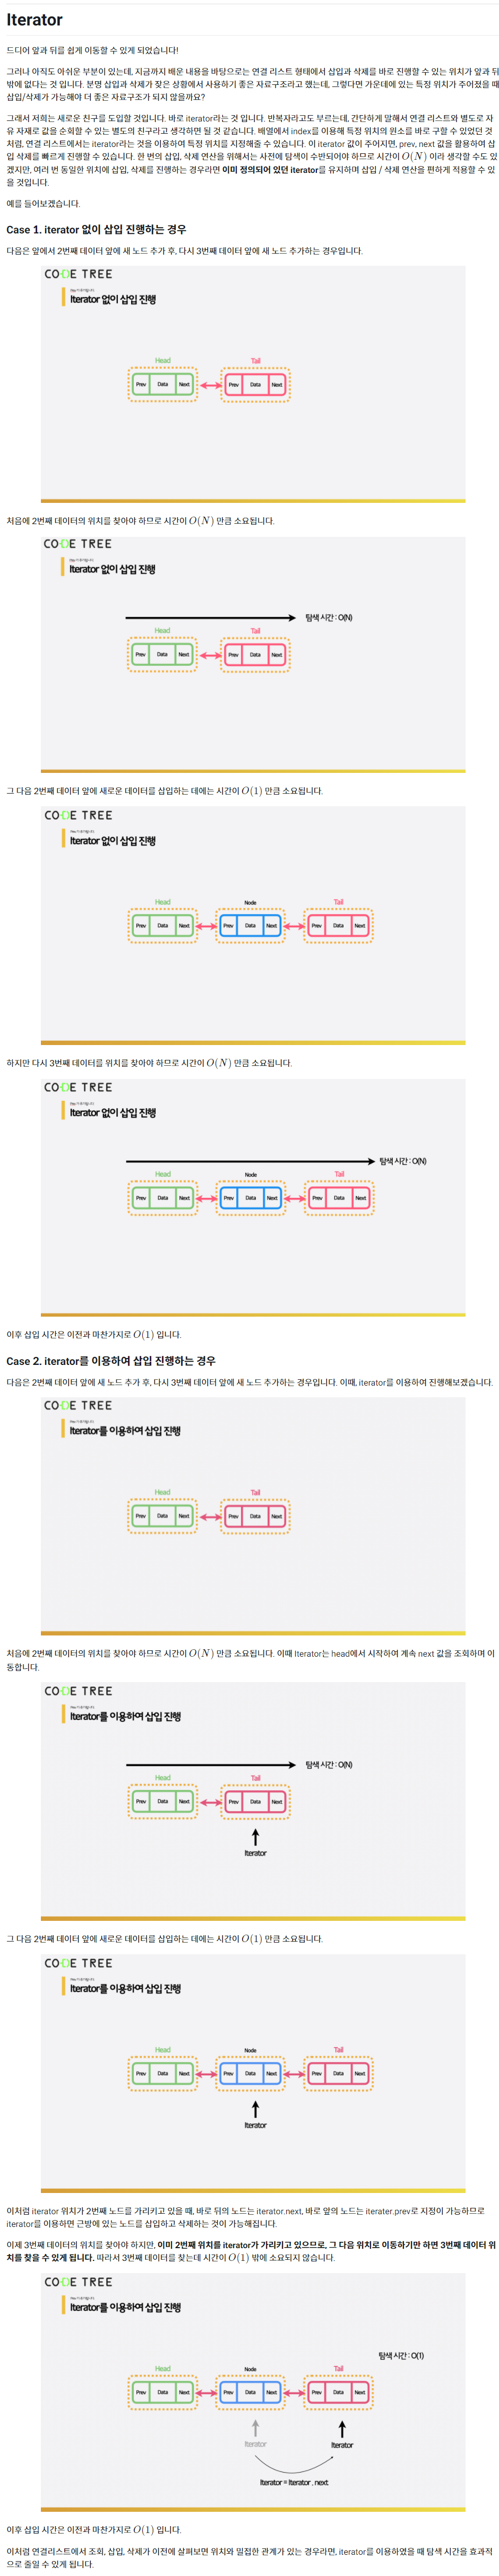 Iterator
드디어 앞과 뒤를 쉽게 이동할 수 있게 되었습니다!
그러나 아직도 아쉬운 부분이 있는데, 지금까지 배운 내용을 바탕으로는 연결 리스트 형태에서 삽입과 삭제를 바로 진행할 수 있는 위치가 앞과 뒤
밖에 없다는 것 입니다. 분명 삽입과 삭제가 잦은 상황에서 사용하기 좋은 자료구조라고 했는데, 그렇다면 가운데에 있는 특정 위치가 주어졌을 때
삽입/삭제가 가능해야 더 좋은 자료구조가 되지 않을까요?
그래서 저희는 새로운 친구를 도입할 것입니다. 바로 iterator라는 것 입니다. 반복자라고도 부르는데, 간단하게 말해서 연결 리스트와 별도로 자
유 자재로 값을 순회할 수 있는 별도의 친구라고 생각하면 될 것 같습니다. 배열에서 index를 이용해 특정 위치의 원소를 바로 구할 수 있었던 것
처럼, 연결 리스트에서는 iterator라는 것을 이용하여 특정 위치를 지정해줄 수 있습니다. 이 iterator 값이 주어지면, prev, next 값을 활용하여 삽
입 삭제를 빠르게 진행할 수 있습니다. 한 번의 삽입, 삭제 연산을 위해서는 사전에 탐색이 수반되어야 하므로 시간이 O(N) 이라 생각할 수도 있
겠지만, 여러 번 동일한 위치에 삽입, 삭제를 진행하는 경우라면 이미 정의되어 있던 iterator를 유지하며 삽입 / 삭제 연산을 편하게 적용할 수 있
을 것입니다.
예를 들어보겠습니다.
Case 1. iterator 없이 삽입 진행하는 경우
다음은 앞에서 2번째 데이터 앞에 새 노드 추가 후, 다시 3번째 데이터 앞에 새 노드 추가하는 경우입니다.
CODE TREE
Iterator 없이 삽입 진행
Head Tail
Prev Data Next Prev Data Next
처음에 2번째 데이터의 위치를 찾아야 하므로 시간이 O(N) 만큼 소요됩니다.
CODE TREE
Iterator 없이 삽입 진행
탐색 시간 : O(N)
Head Tail
Prev Data Next Prev Data Next
그 다음 2번째 데이터 앞에 새로운 데이터를 삽입하는 데에는 시간이 O(1) 만큼 소요됩니다.
CODE TREE
Iterator 없이 삽입 진행
Head Node Tail
Prev Data Next Prev Data Next Prev Data Next
하지만 다시 3번째 데이터를 위치를 찾아야 하므로 시간이 O(N) 만큼 소요됩니다.
CODE TREE
Iterator 없이 삽입 진행
탐색 시간 : O(N)
Head Node Tail
Prev Data Next Prev Data Next Prev Data Next
이후 삽입 시간은 이전과 마찬가지로 O(1) 입니다.
Case 2. iterator를 이용하여 삽입 진행하는 경우
다음은 2번째 데이터 앞에 새 노드 추가 후, 다시 3번째 데이터 앞에 새 노드 추가하는 경우입니다. 이때, iterator를 이용하여 진행해보겠습니다.
CODE TREE
Iterator를 이용하여 삽입 진행
Head Tail
Prev Data Next Prev Data Next
처음에 2번째 데이터의 위치를 찾아야 하므로 시간이 O(N) 만큼 소요됩니다. 이때 Iterator는 head에서 시작하여 계속 next 값을 조회하며 이
동합니다.
CODE TREE
Iterator를 이용하여 삽입 진행
탐색 시간 : O(N)
Head Tail
Prev Data Next Prev Data Next
Iterator
그 다음 2번째 데이터 앞에 새로운 데이터를 삽입하는 데에는 시간이 O(1) 만큼 소요됩니다.
CODE TREE
Iterator를 이용하여 삽입 진행
Head Node Tail
Prev Data Next Prev Data Next Prev Data Next
Iterator
이처럼 iterator 위치가 2번째 노드를 가리키고 있을 때, 바로 뒤의 노드는 iterator.next, 바로 앞의 노드는 iterater.prev로 지정이 가능하므로
iterator를 이용하면 근방에 있는 노드를 삽입하고 삭제하는 것이 가능해집니다.
이제 3번째 데이터의 위치를 찾아야 하지만, 이미 2번째 위치를 iterator가 가리키고 있으므로, 그 다음 위치로 이동하기만 하면 3번째 데이터 위
치를 찾을 수 있게 됩니다. 따라서 3번째 데이터를 찾는데 시간이 O(1) 밖에 소요되지 않습니다.
CODE TREE
Iterator를 이용하여 삽입 진행
탐색 시간 : O(1)
Head Node Tail
Prev Data Next Prev Data Next Prev Data Next
Iterator Iterator
Iterator = Iterator . next
이후 삽입 시간은 이전과 마찬가지로 O(1) 입니다.
이처럼 연결리스트에서 조회, 삽입, 삭제가 이전에 살펴보면 위치와 밀접한 관계가 있는 경우라면, iterator를 이용하였을 때 탐색 시간을 효과적
으로 줄일 수 있게 됩니다.